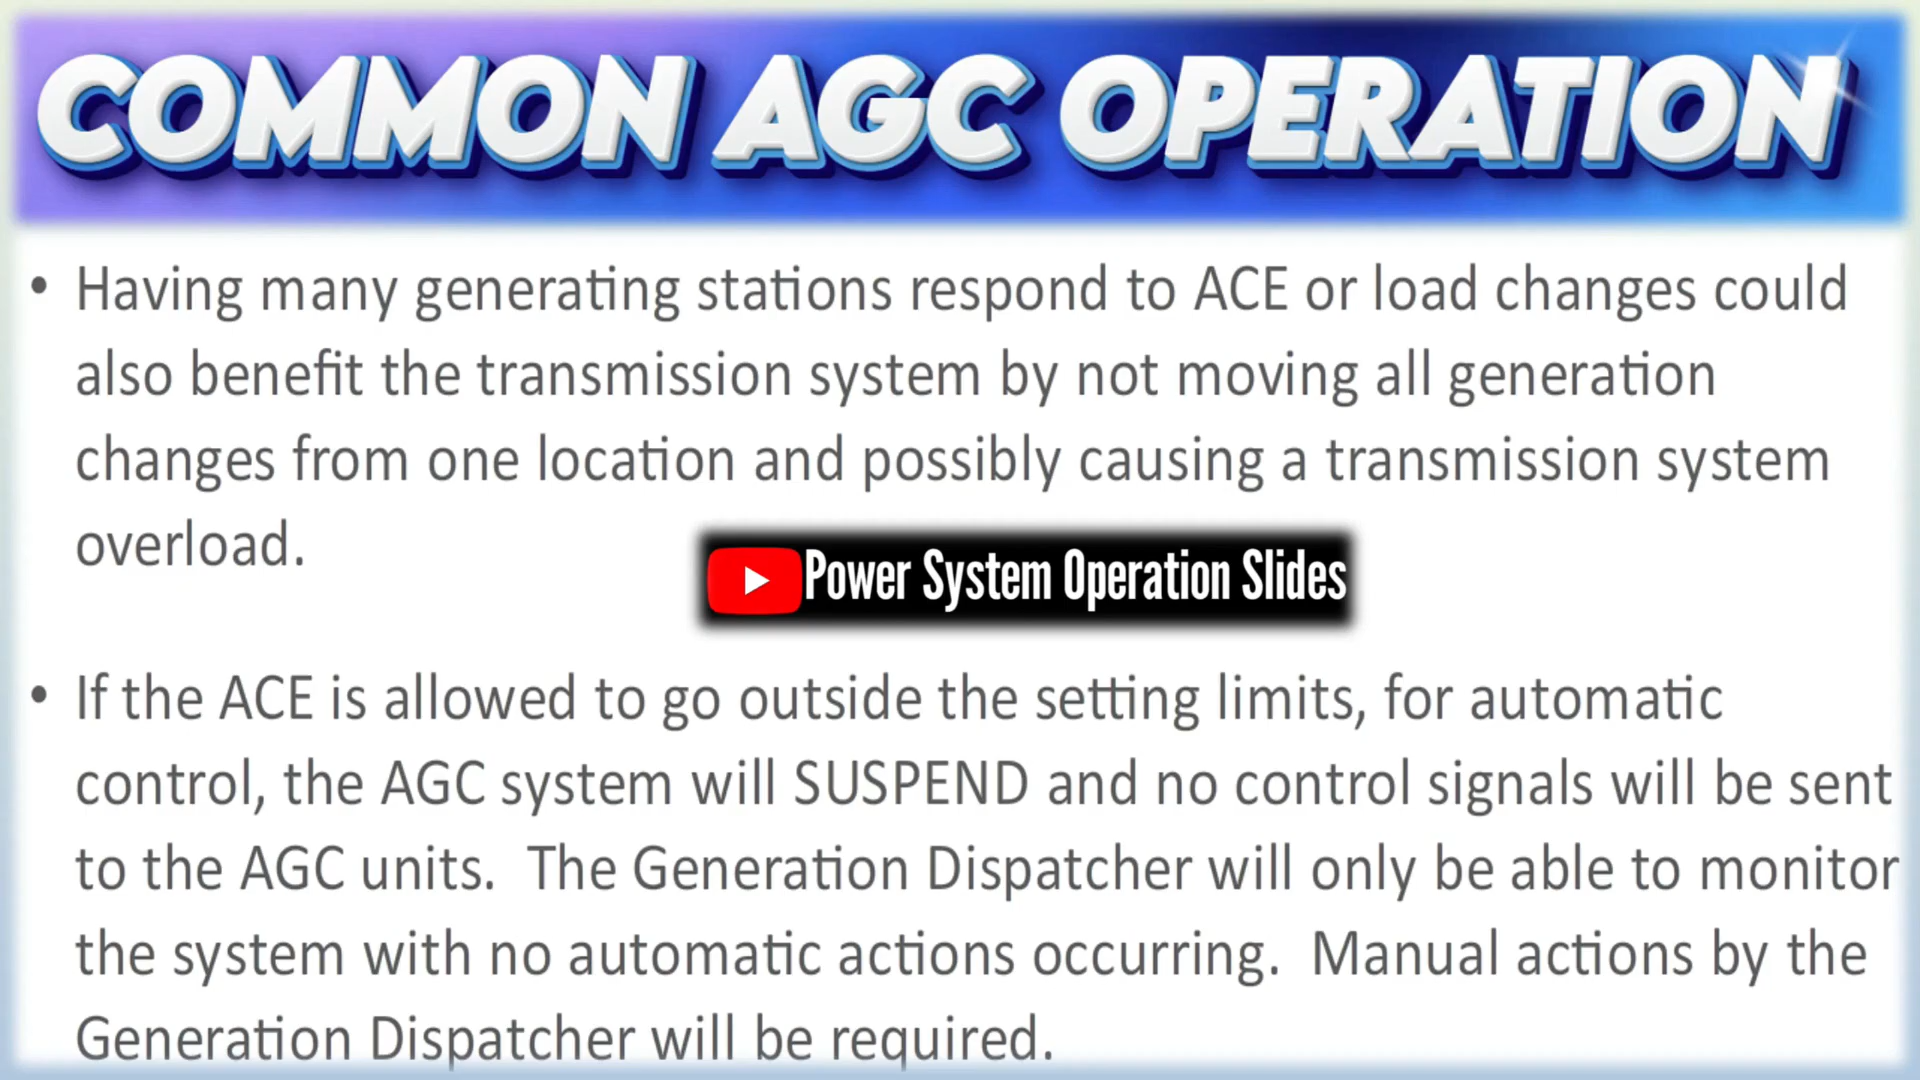 COMMON AGC OPERATION
• Having many generating stations respond to ACE or load changes could
also benefit the transmission system by not moving all generation
changes from one location and possibly causing a transmission system
overload.
Power System Operation Slides
• If the ACE is allowed to go outside the setting limits, for automatic
control, the AGC system will SUSPEND and no control signals will be sent
to the AGC units.  The Generation Dispatcher will only be able to monitor
the system with no automatic actions occurring.  Manual actions by the
Generation Dispatcher will be required.